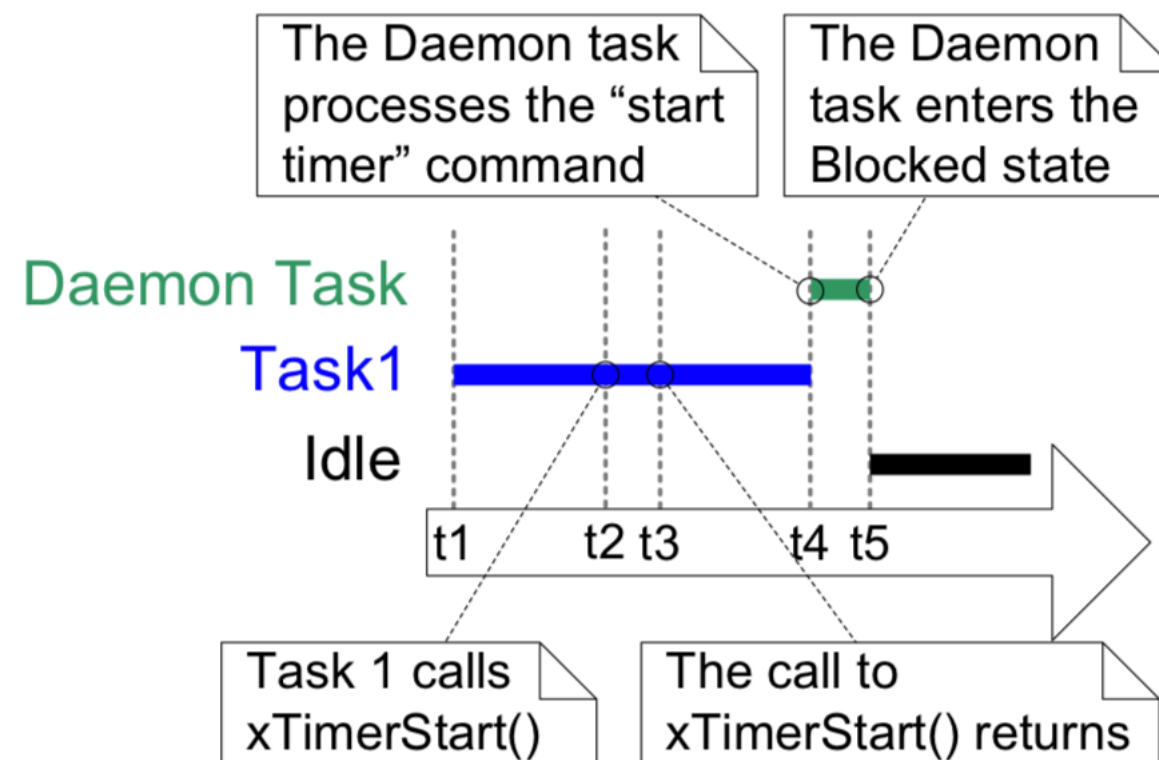 The Daemon task
processes the “start
timer” command
The Daemon
task enters the
Blocked state
Daemon Task
Task1
Idle
t1 t2 t3 t4 t5
Task 1 calls
xTimerStart()
The call to
xTimerStart() returns